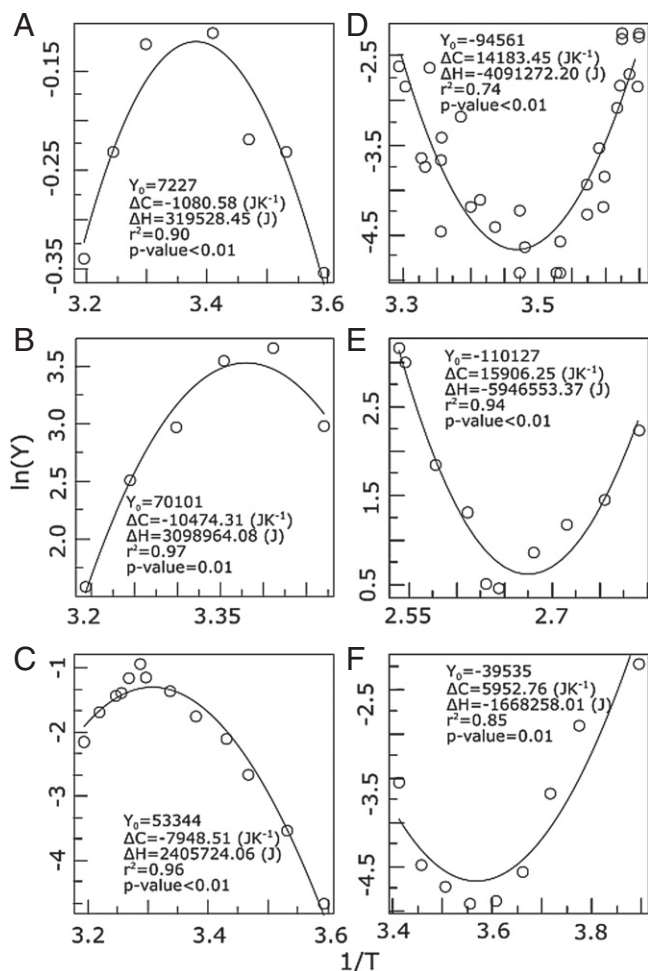 A
-0.15
-0.25
-0.35
Y₀=7227
ΔC=-1080.58 (JK⁻¹)
ΔH=319528.45 (J)
r²=0.90
p-value<0.01
3.2 3.4 3.6
D
-2.5
-3.5
-4.5
Y₀=-94561
ΔC=14183.45 (JK⁻¹)
ΔH=-4091272.20 (J)
r²=0.74
p-value<0.01
3.3 3.5
B
3.5
3.0
2.5
2.0
Y₀=70101
ΔC=-10474.31 (JK⁻¹)
ΔH=3098964.08 (J)
r²=0.97
p-value=0.01
3.2 3.35
ln(Y)
E
2.5
1.5
0.5
Y₀=-110127
ΔC=15906.25 (JK⁻¹)
ΔH=-5946553.37 (J)
r²=0.94
p-value<0.01
2.55 2.7
C
-1
-2
-3
-4
Y₀=53344
ΔC=-7948.51 (JK⁻¹)
ΔH=2405724.06 (J)
r²=0.96
p-value<0.01
3.2 3.4 3.6
F
-2.5
-3.5
-4.5
Y₀=-39535
ΔC=5952.76 (JK⁻¹)
ΔH=-1668258.01 (J)
r²=0.85
p-value=0.01
3.4 3.6 3.8
1/T